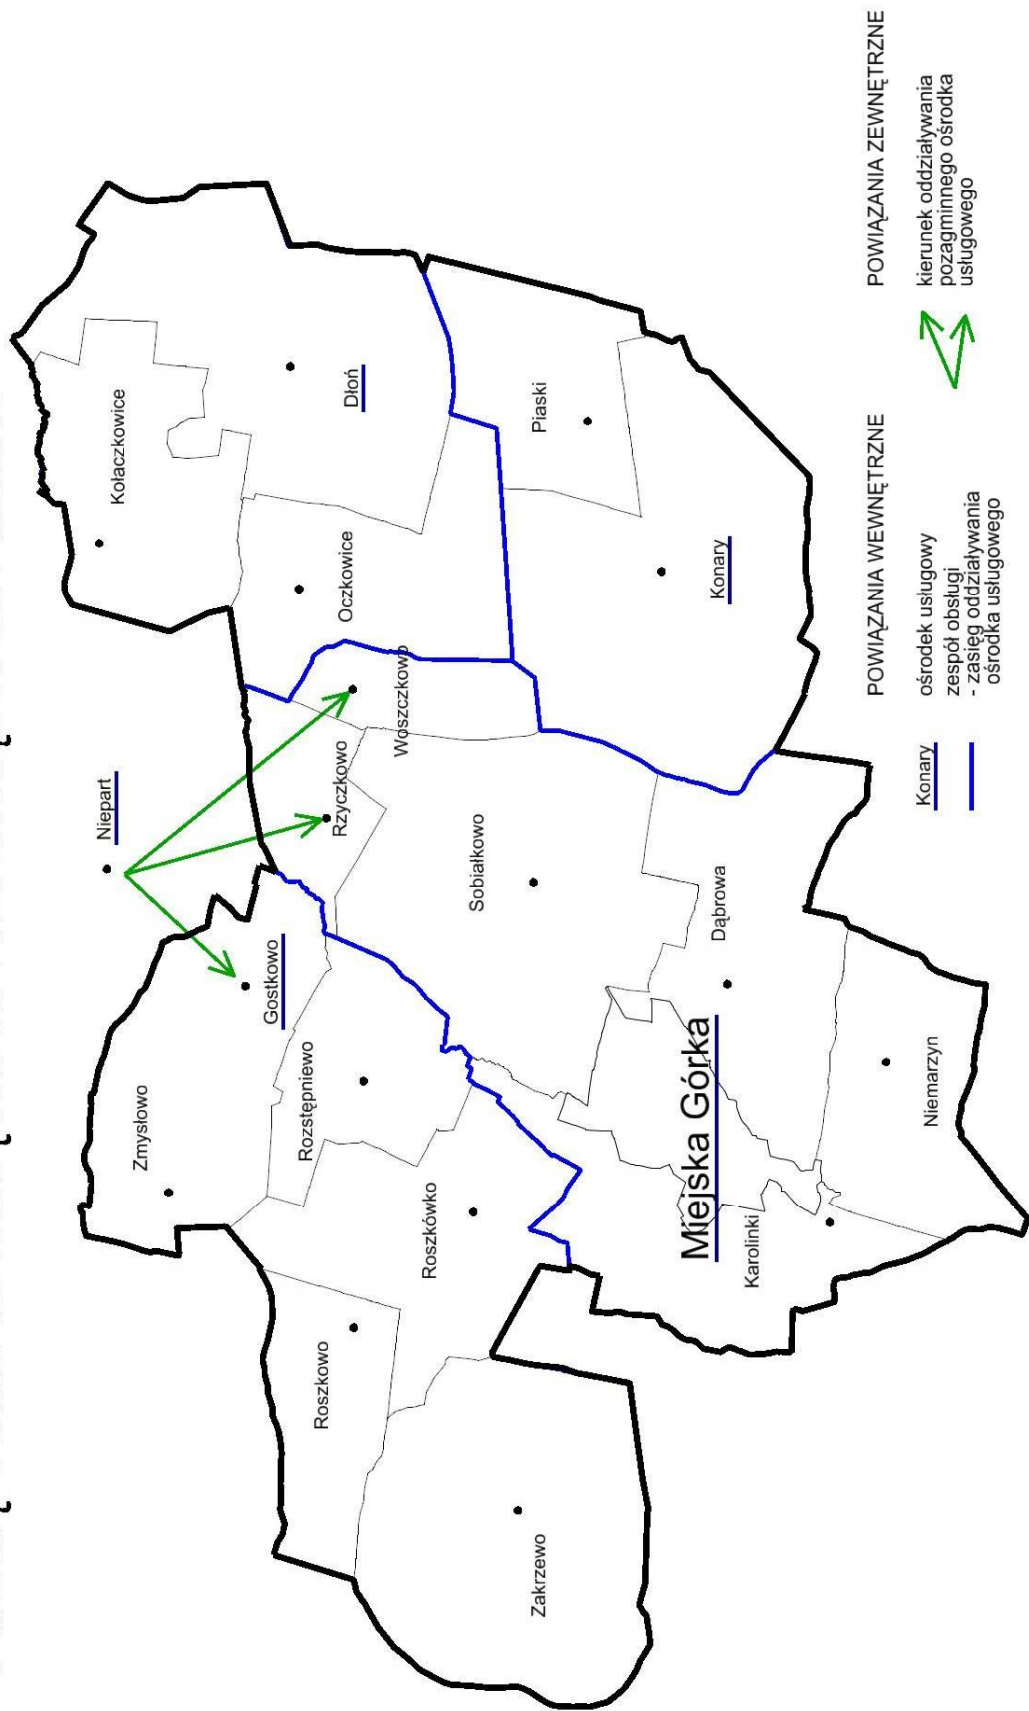 Niepart
Kołaczkowice
Zmysłowo
Gostkowo
Rozstępniewo
Rzyczkowo
Woszczkowo
Oczkowice
Dłoń
Roszkowo
Roszkówko
Sobiałkowo
Piaski
Zakrzewo
Miejska Górka
Karolinki
Dąbrowa
Konary
Niemarzyn
POWIĄZANIA WEWNĘTRZNE
Konary
ośrodek usługowy
zespół obsługi
- zasięg oddziaływania
ośrodka usługowego
POWIĄZANIA ZEWNĘTRZNE
kierunek oddziaływania
pozagminnego ośrodka
usługowego